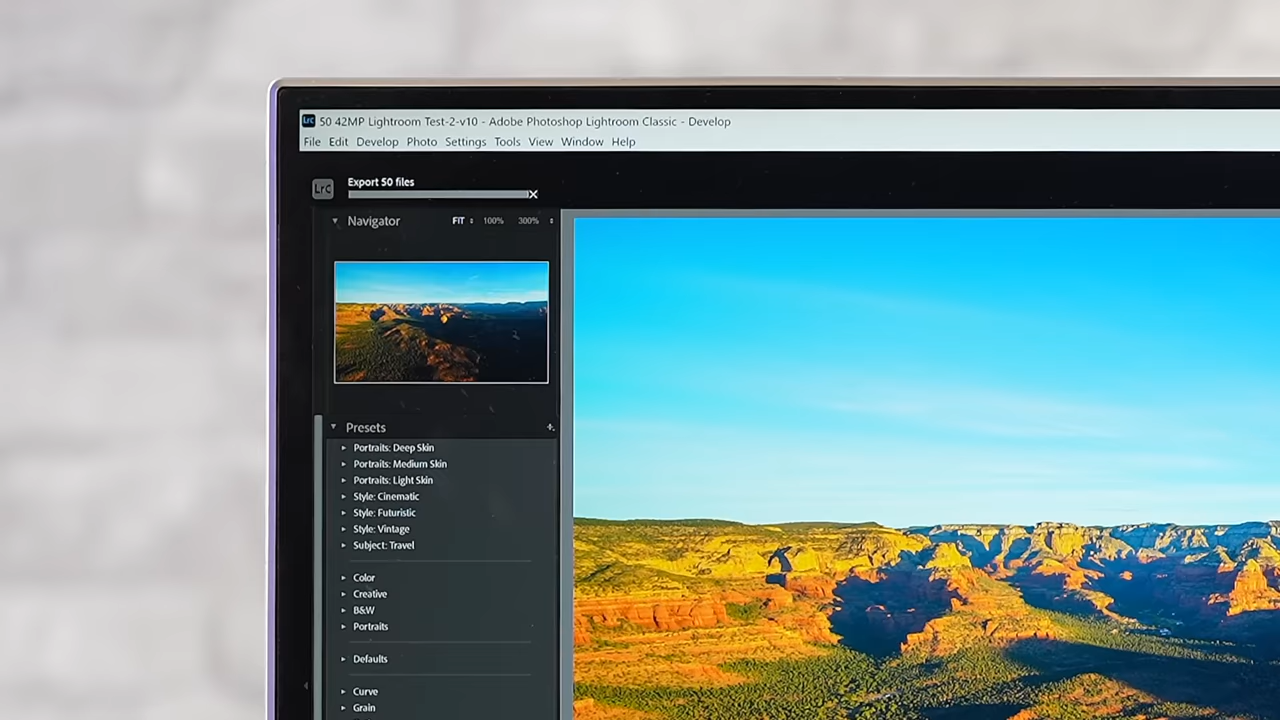 LrC 50 42MP Lightroom Test-2-v10 - Adobe Photoshop Lightroom Classic - Develop
File Edit Develop Photo Settings Tools View Window Help
LrC Export 50 files
Navigator FIT 100% 300%
Presets
Portraits: Deep Skin
Portraits: Medium Skin
Portraits: Light Skin
Style: Cinematic
Style: Futuristic
Style: Vintage
Subject: Travel
Color
Creative
B&W
Portraits
Defaults
Curve
Grain